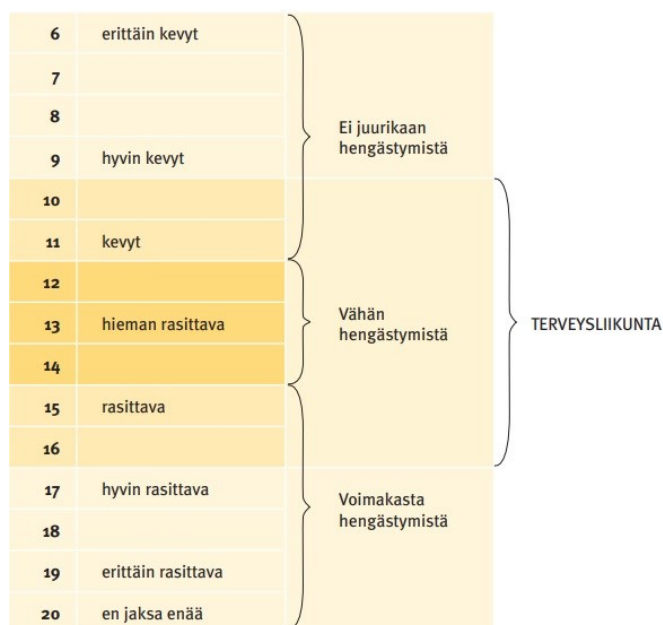 6 erittäin kevyt
7
8
Ei juurikaan
hengästymistä
9 hyvin kevyt
10
11 kevyt
12
13 hieman rasittava
Vähän
hengästymistä
TERVEYSLIIKUNTA
14
15 rasittava
16
17 hyvin rasittava
Voimakasta
hengästymistä
18
19 erittäin rasittava
20 en jaksa enää